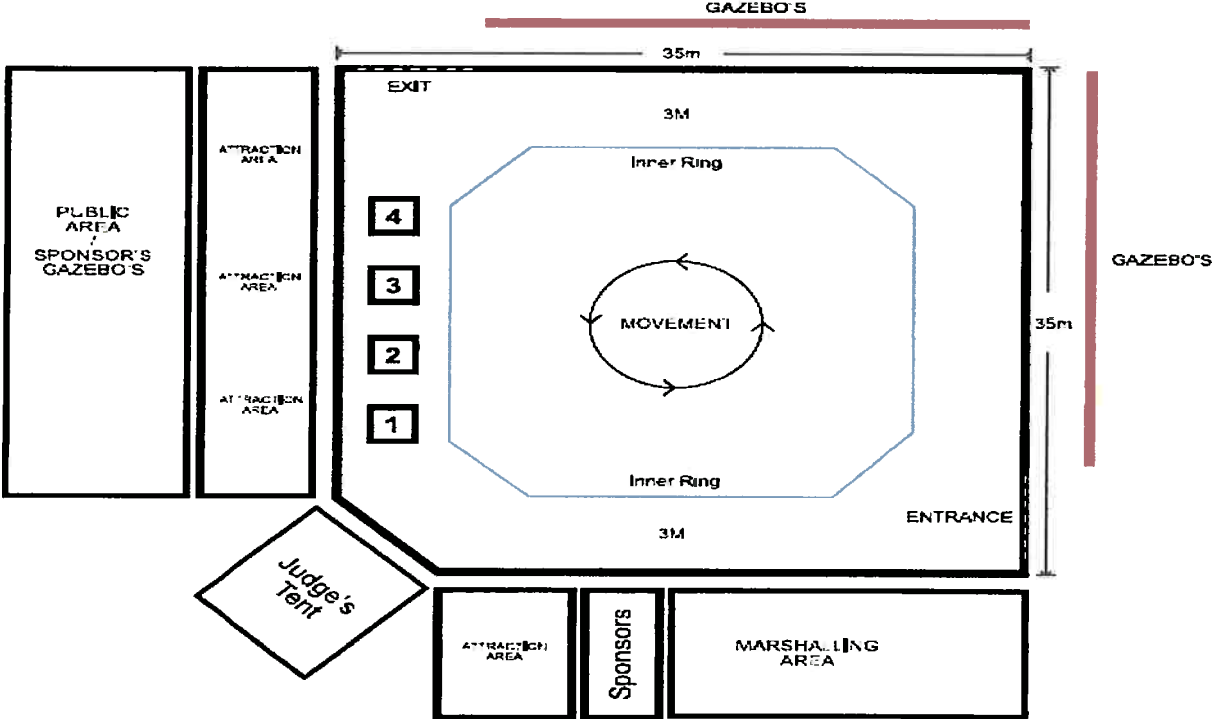 GAZEBO'S
35m
EXIT
3M
ATTRACTION
AREA
Inner Ring
PUBLIC
AREA
/
SPONSOR'S
GAZEBO'S
4
GAZEBO'S
ATTRACTION
AREA
3
MOVEMENT
35m
2
ATTRACTION
AREA
1
Inner Ring
ENTRANCE
3M
Judge's
Tent
ATTRACTION
AREA
Sponsors
MARSHALLING
AREA